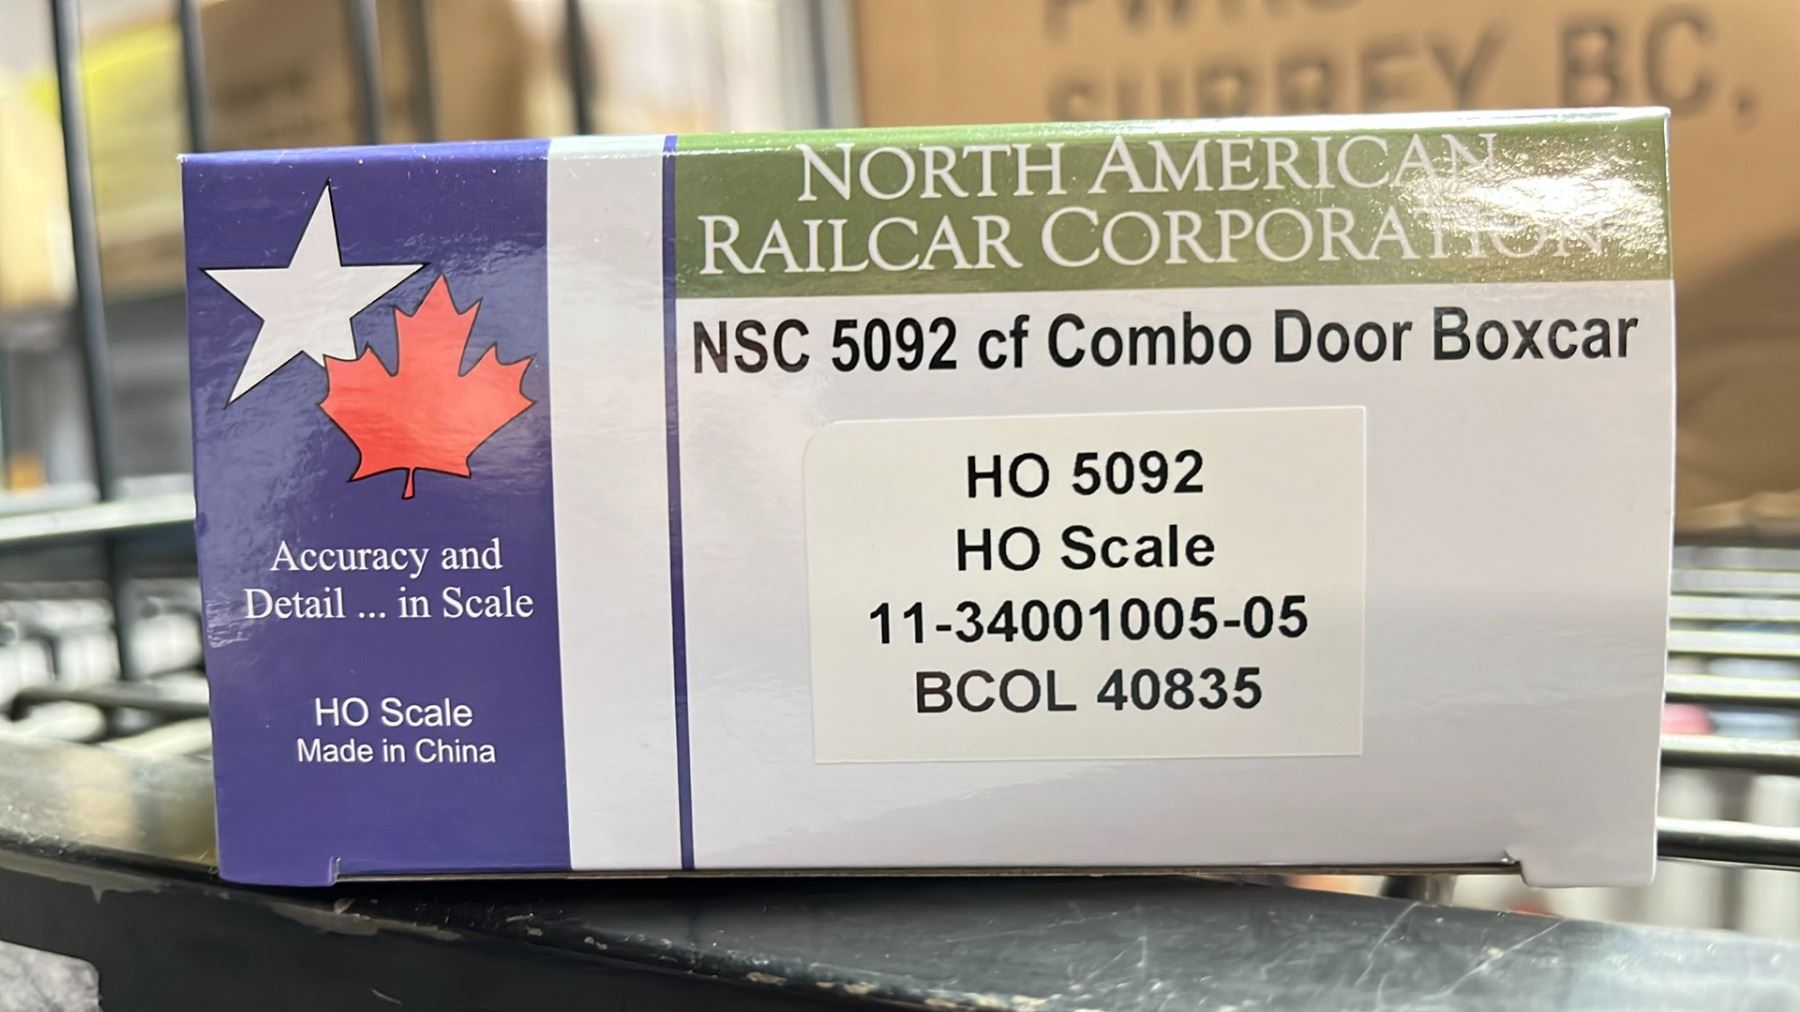 SURREY BC,
NORTH AMERICAN
RAILCAR CORPORATION
NSC 5092 cf Combo Door Boxcar
HO 5092
HO Scale
11-34001005-05
BCOL 40835
Accuracy and
Detail ... in Scale
HO Scale
Made in China